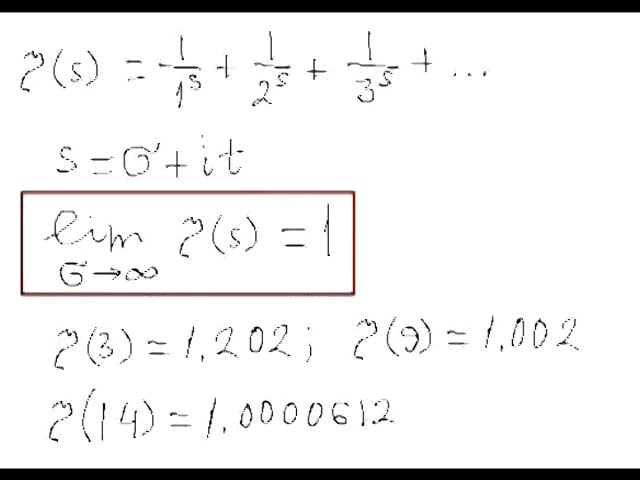 ζ(s) = 1/1^s + 1/2^s + 1/3^s + ...
s = σ + it
lim ζ(s) = 1
σ→∞
ζ(3) = 1,202 ; ζ(9) = 1,002
ζ(14) = 1,0000612